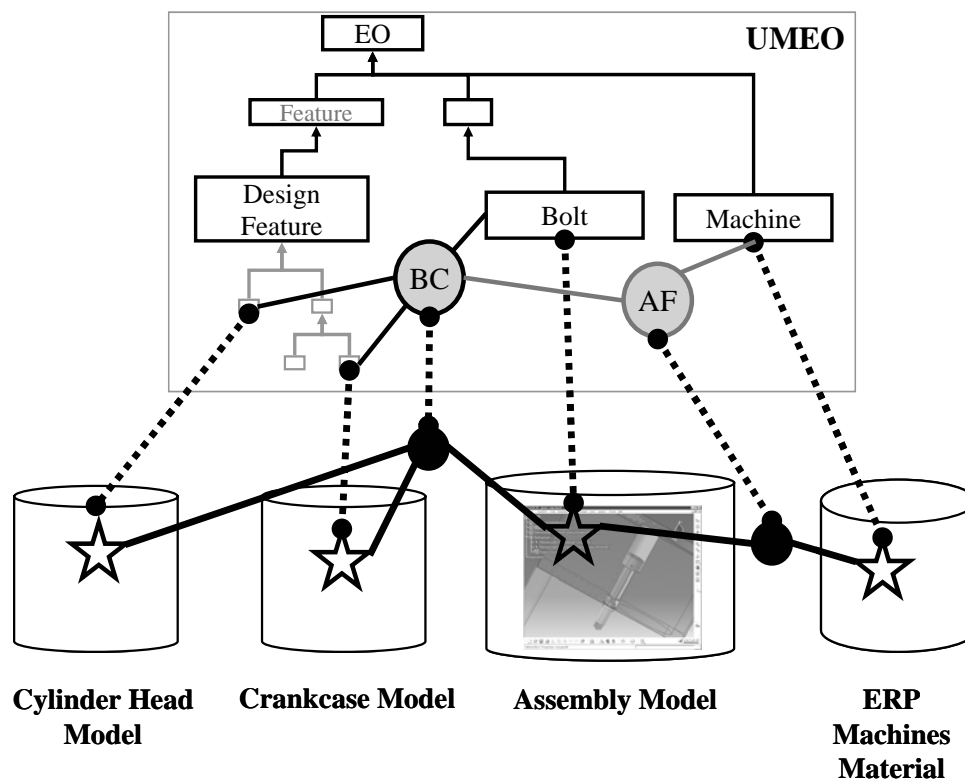 EO
UMEO
Feature
Design
Feature
Bolt
Machine
BC
AF
Cylinder Head
Model
Crankcase Model
Assembly Model
ERP
Machines
Material